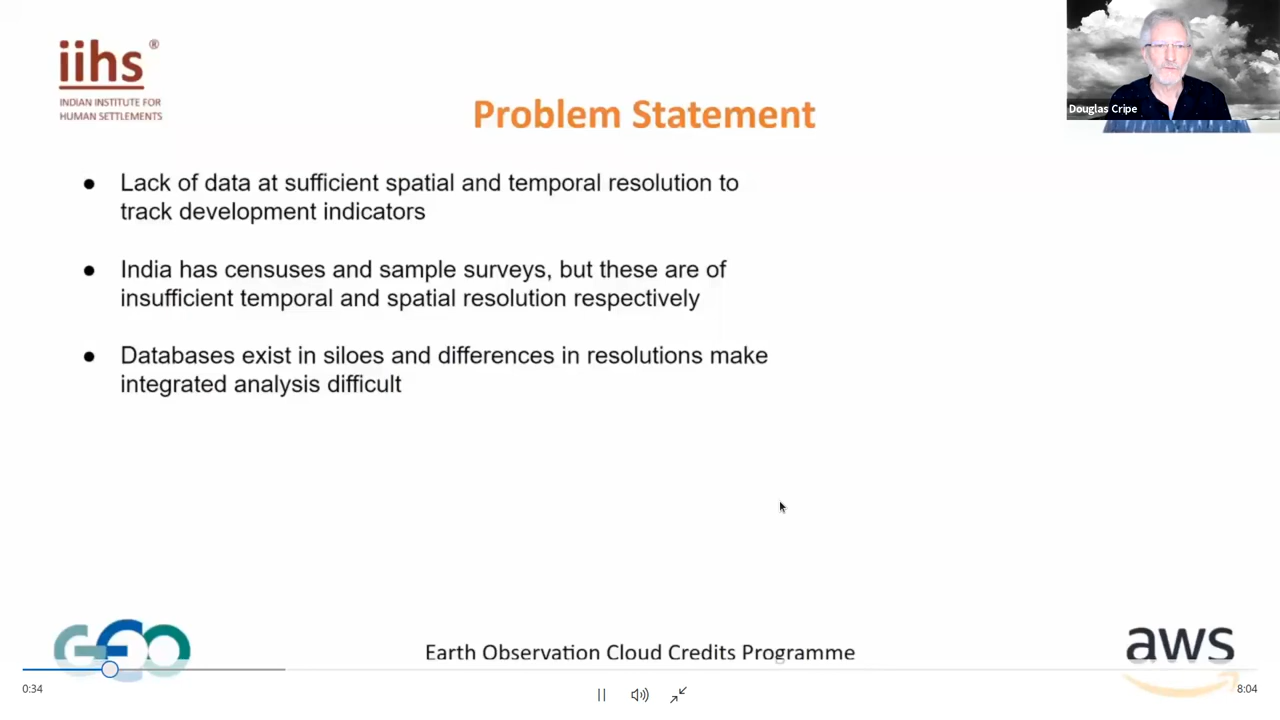 iihs®
INDIAN INSTITUTE FOR
HUMAN SETTLEMENTS
Problem Statement
Douglas Cripe
● Lack of data at sufficient spatial and temporal resolution to
track development indicators
● India has censuses and sample surveys, but these are of
insufficient temporal and spatial resolution respectively
● Databases exist in siloes and differences in resolutions make
integrated analysis difficult
GEO
Earth Observation Cloud Credits Programme
aws
0:34
8:04